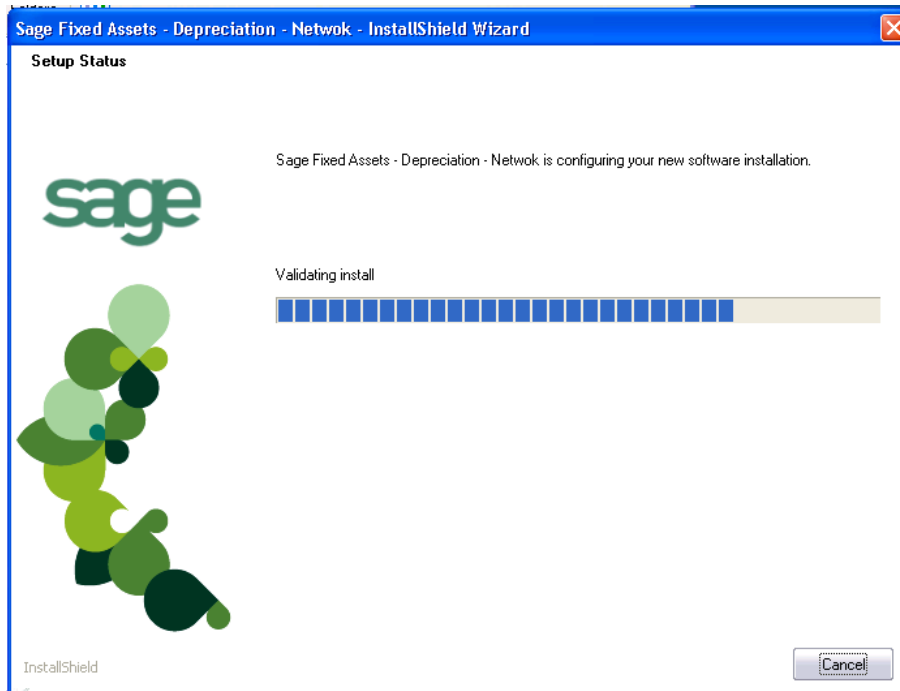 Sage Fixed Assets - Depreciation - Netwok - InstallShield Wizard
Setup Status
Sage Fixed Assets - Depreciation - Netwok is configuring your new software installation.
sage
Validating install
InstallShield
Cancel